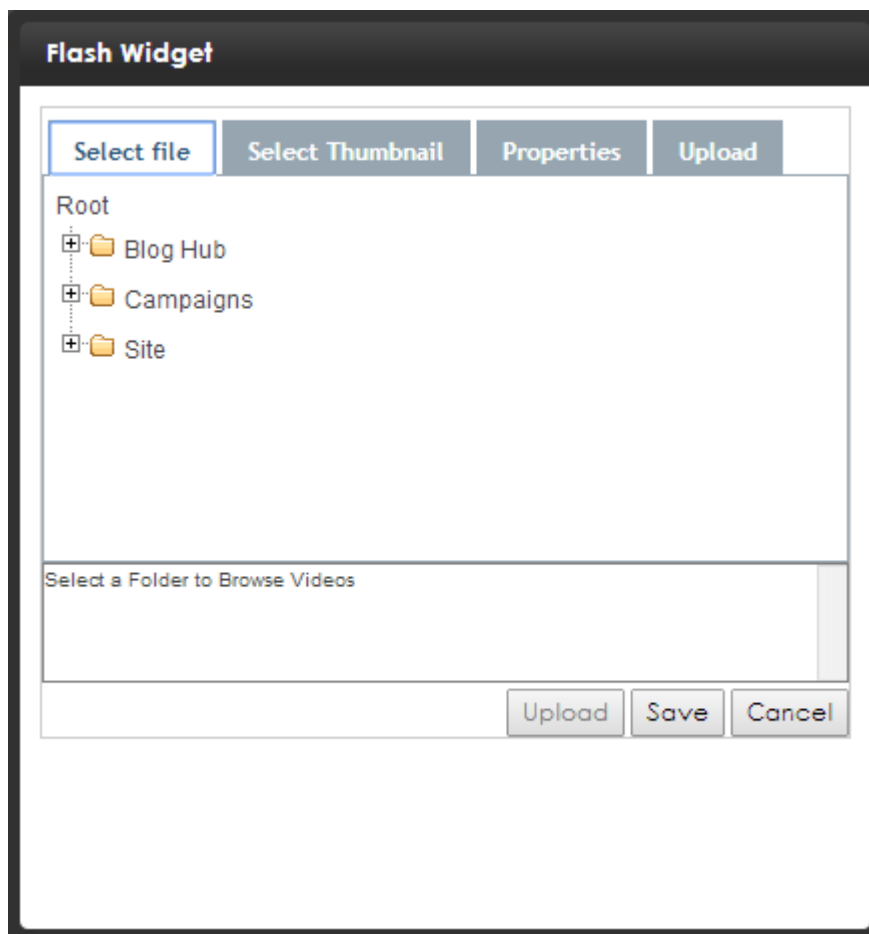 Flash Widget
Select file Select Thumbnail Properties Upload
Root
Blog Hub
Campaigns
Site
Select a Folder to Browse Videos
Upload Save Cancel